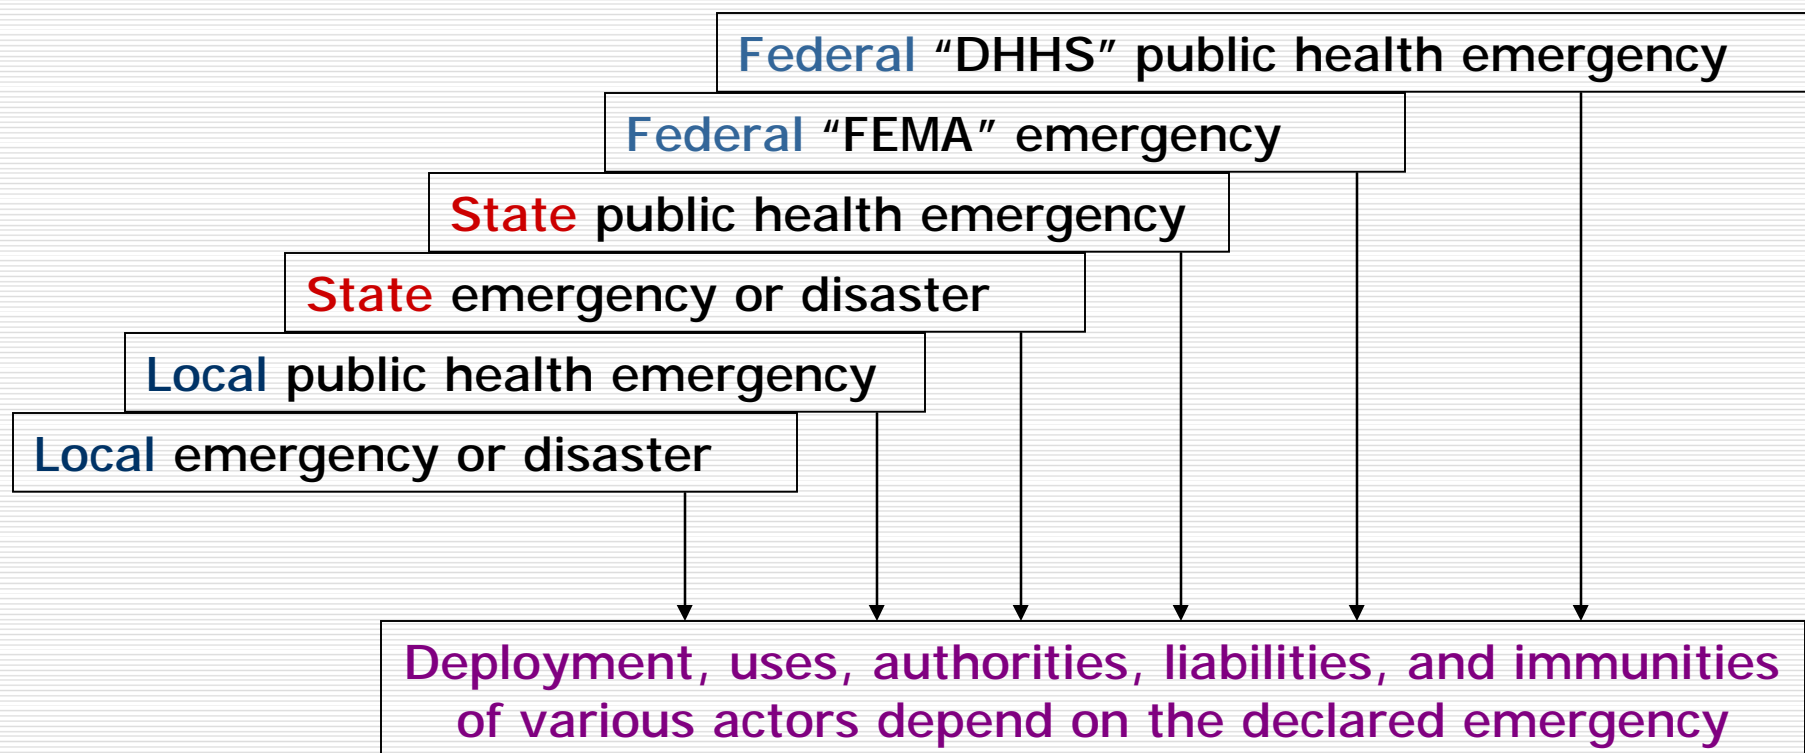 Federal “DHHS” public health emergency
Federal “FEMA” emergency
State public health emergency
State emergency or disaster
Local public health emergency
Local emergency or disaster
Deployment, uses, authorities, liabilities, and immunities
of various actors depend on the declared emergency